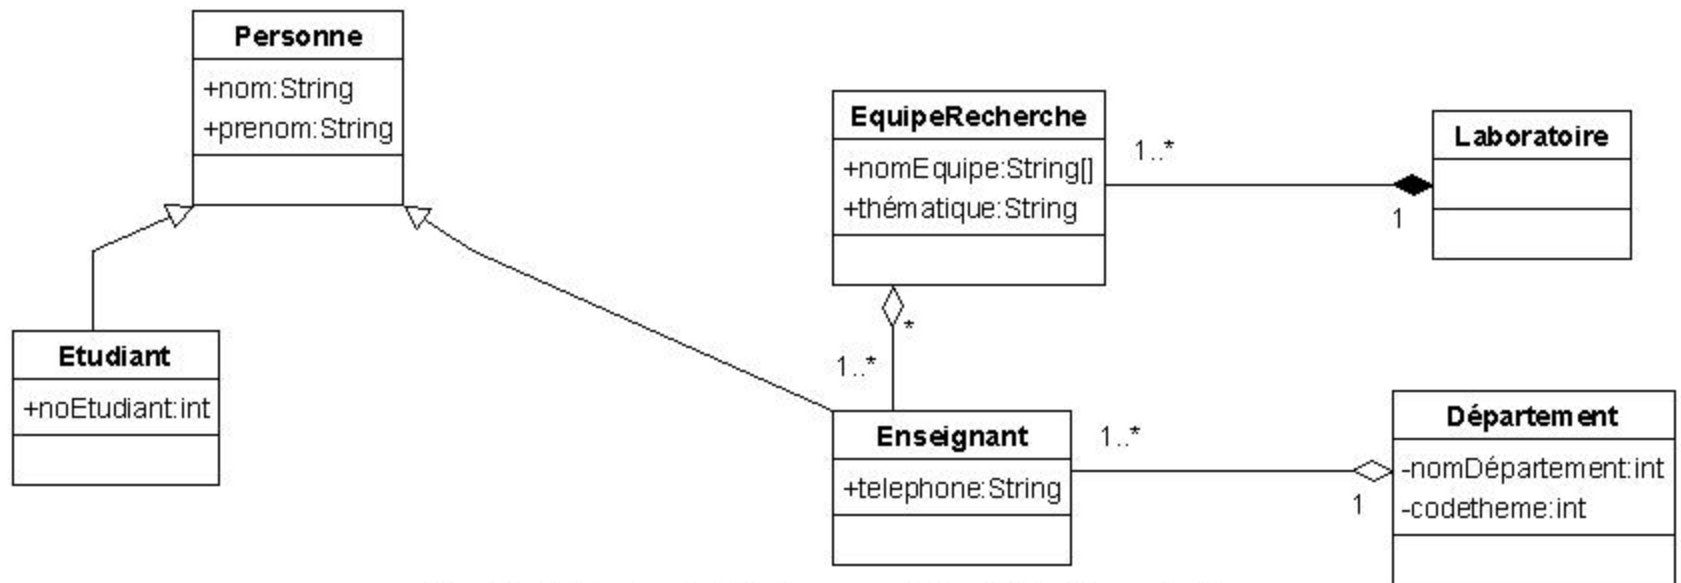 Personne
+nom:String
+prenom:String
EquipeRecherche
+nomEquipe:String[]
+thématique:String
1..*
1
Laboratoire
*
1..*
Etudiant
+noEtudiant:int
Enseignant
+telephone:String
1..*
1
Département
-nomDépartement:int
-codetheme:int